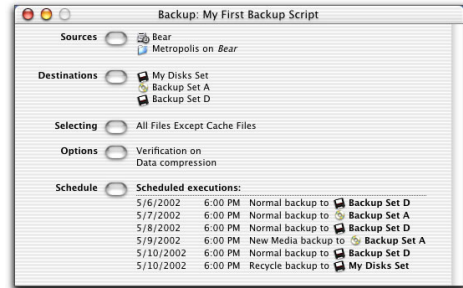 Backup: My First Backup Script
Sources
Bear
Metropolis on Bear
Destinations
My Disks Set
Backup Set A
Backup Set D
Selecting
All Files Except Cache Files
Options
Verification on
Data compression
Schedule
Scheduled executions:
5/6/2002 6:00 PM Normal backup to Backup Set D
5/7/2002 6:00 PM Normal backup to Backup Set A
5/8/2002 6:00 PM Normal backup to Backup Set D
5/9/2002 6:00 PM New Media backup to Backup Set A
5/10/2002 6:00 PM Normal backup to Backup Set D
5/10/2002 6:00 PM Recycle backup to My Disks Set